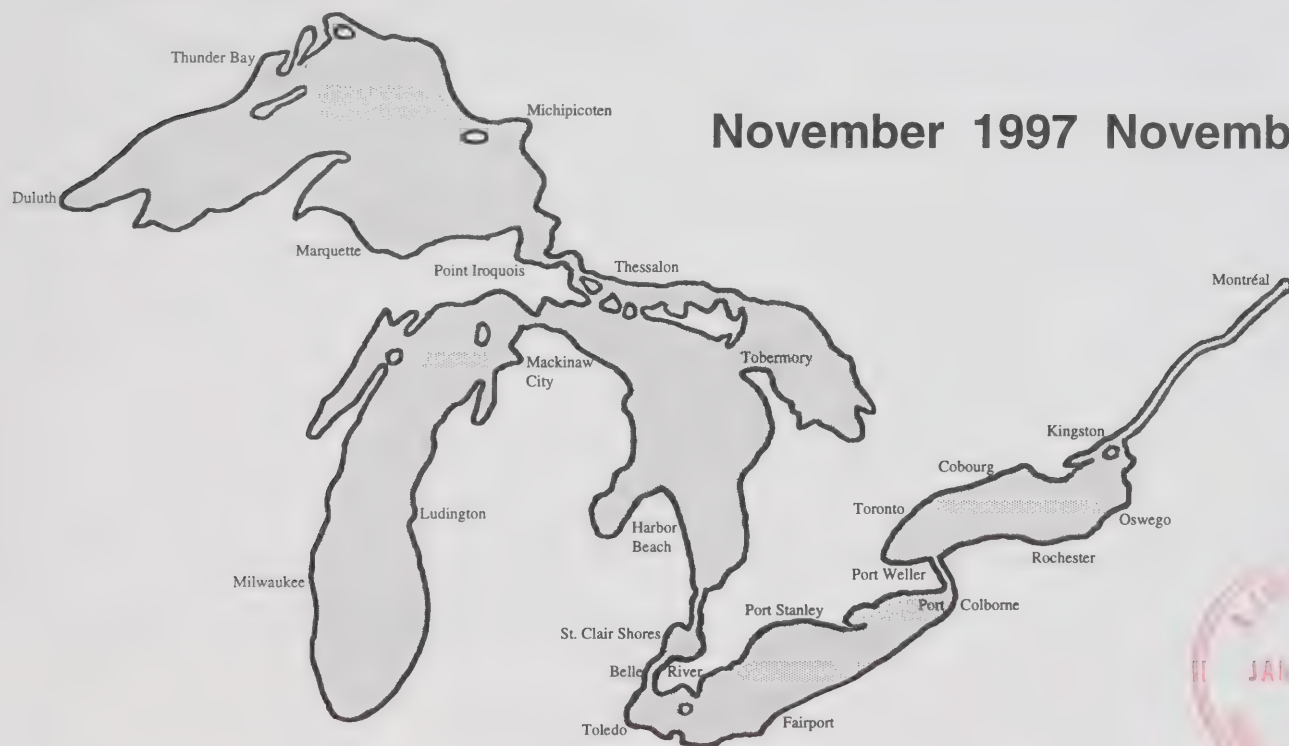 Thunder Bay
Michipicoten
November 1997 Novemb
Duluth
Marquette
Point Iroquois
Thessalon
Montréal
Mackinaw
City
Tobermory
Kingston
Cobourg
Ludington
Toronto
Oswego
Harbor
Beach
Rochester
Milwaukee
Port Weller
Port Stanley
Port Colborne
St. Clair Shores
Belle River
JAN
Toledo
Fairport